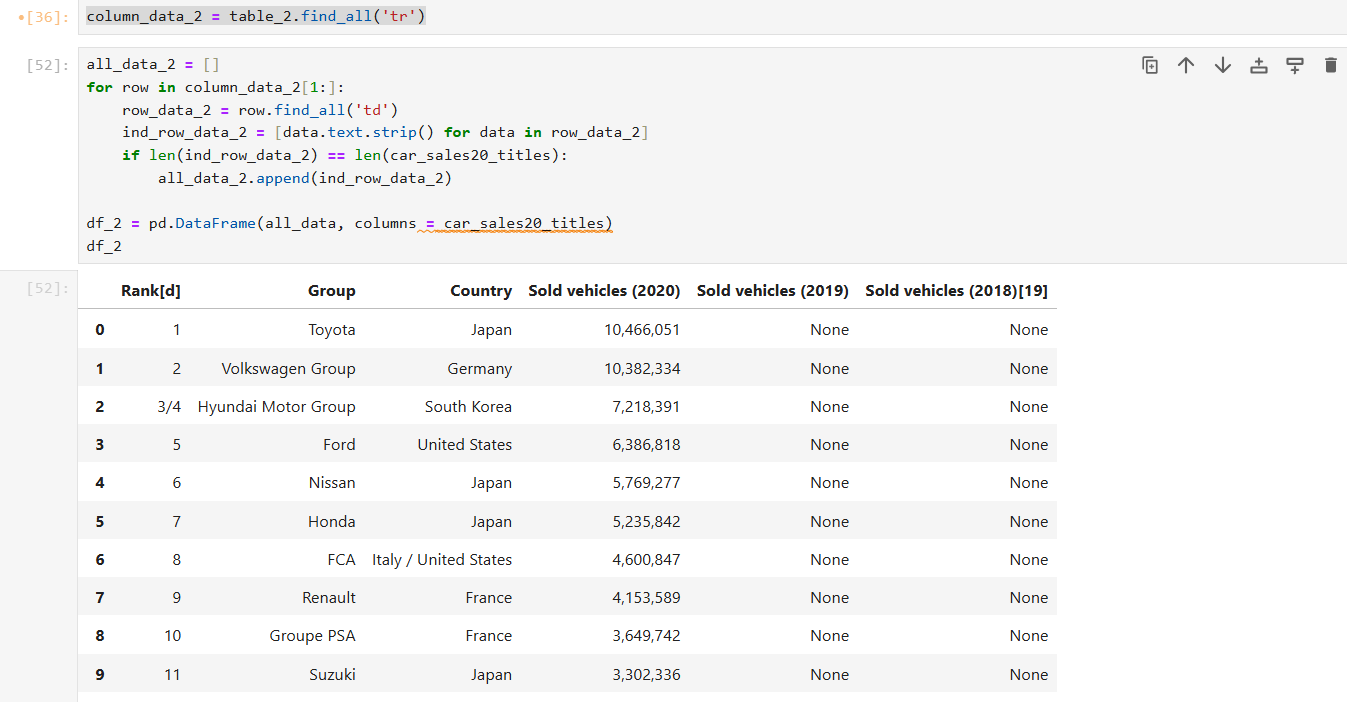 [36]: column_data_2 = table_2.find_all('tr')
[52]: all_data_2 = []
for row in column_data_2[1:]:
    row_data_2 = row.find_all('td')
    ind_row_data_2 = [data.text.strip() for data in row_data_2]
    if len(ind_row_data_2) == len(car_sales20_titles):
        all_data_2.append(ind_row_data_2)
df_2 = pd.DataFrame(all_data, columns = car_sales20_titles)
df_2
[52]: Rank[d] Group Country Sold vehicles (2020) Sold vehicles (2019) Sold vehicles (2018)[19]
0 1 Toyota Japan 10,466,051 None None
1 2 Volkswagen Group Germany 10,382,334 None None
2 3/4 Hyundai Motor Group South Korea 7,218,391 None None
3 5 Ford United States 6,386,818 None None
4 6 Nissan Japan 5,769,277 None None
5 7 Honda Japan 5,235,842 None None
6 8 FCA Italy / United States 4,600,847 None None
7 9 Renault France 4,153,589 None None
8 10 Groupe PSA France 3,649,742 None None
9 11 Suzuki Japan 3,302,336 None None